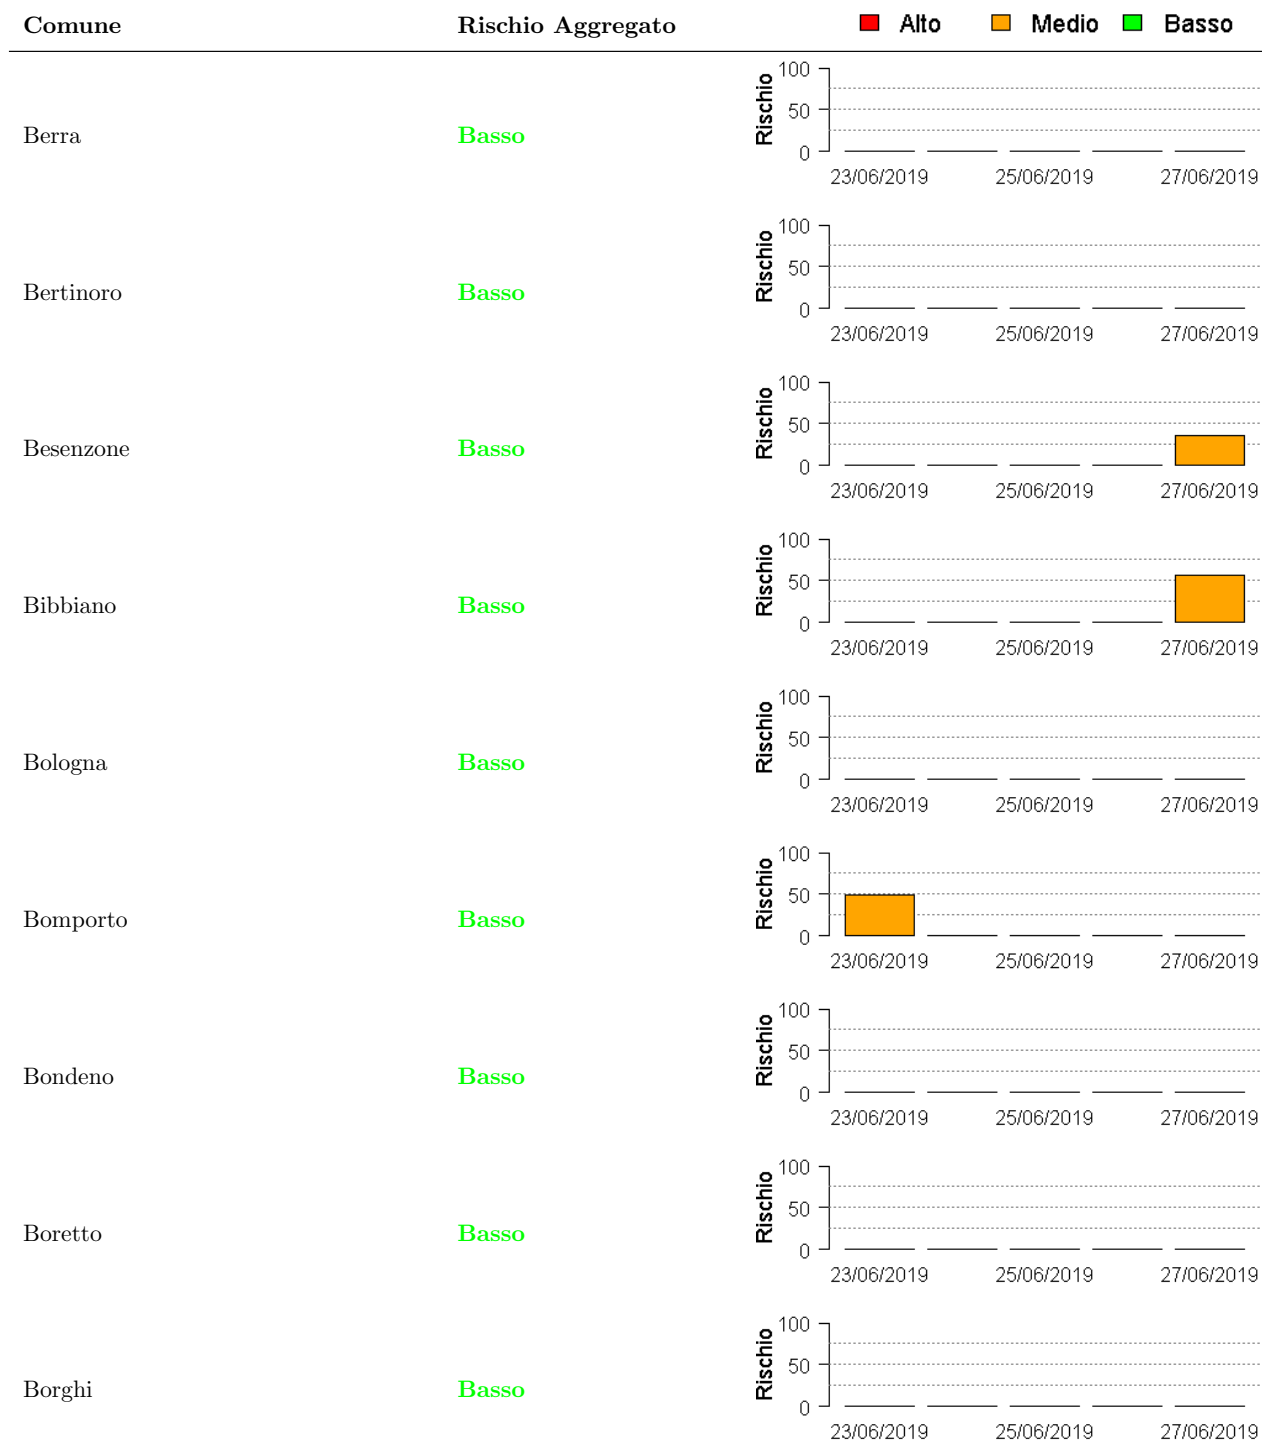 Comune Rischio Aggregato Alto Medio Basso
100
50
0
Rischio
Berra Basso
23/06/2019 25/06/2019 27/06/2019
100
50
0
Rischio
Bertinoro Basso
23/06/2019 25/06/2019 27/06/2019
100
50
0
Rischio
Besenzone Basso
23/06/2019 25/06/2019 27/06/2019
100
50
0
Rischio
Bibbiano Basso
23/06/2019 25/06/2019 27/06/2019
100
50
0
Rischio
Bologna Basso
23/06/2019 25/06/2019 27/06/2019
100
50
0
Rischio
Bomporto Basso
23/06/2019 25/06/2019 27/06/2019
100
50
0
Rischio
Bondeno Basso
23/06/2019 25/06/2019 27/06/2019
100
50
0
Rischio
Boretto Basso
23/06/2019 25/06/2019 27/06/2019
100
50
0
Rischio
Borghi Basso
23/06/2019 25/06/2019 27/06/2019